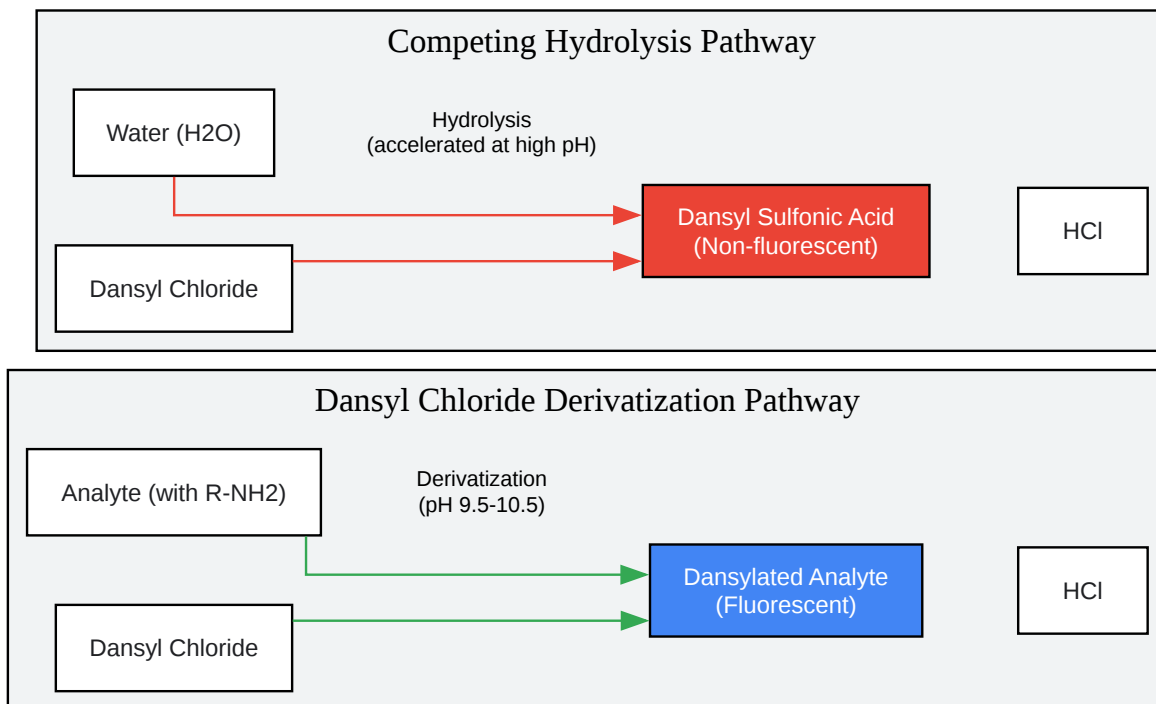 Competing Hydrolysis Pathway
Water (H2O)
Hydrolysis
(accelerated at high pH)
Dansyl Sulfonic Acid
(Non-fluorescent)
HCl
Dansyl Chloride
Dansyl Chloride Derivatization Pathway
Analyte (with R-NH2)
Derivatization
(pH 9.5-10.5)
Dansylated Analyte
(Fluorescent)
HCl
Dansyl Chloride